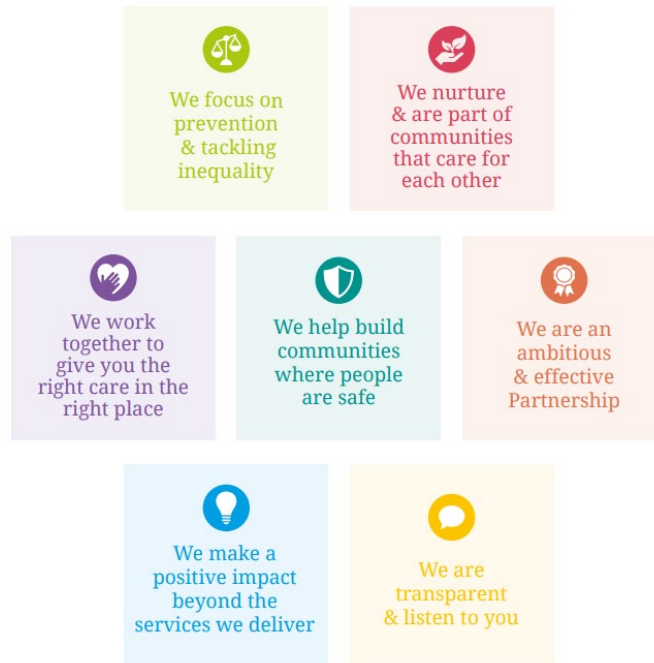 We focus on
prevention
& tackling
inequality
We nurture
& are part of
communities
that care for
each other
We work
together to
give you the
right care in the
right place
We help build
communities
where people
are safe
We are an
ambitious
& effective
Partnership
We make a
positive impact
beyond the
services we deliver
We are
transparent
& listen to you